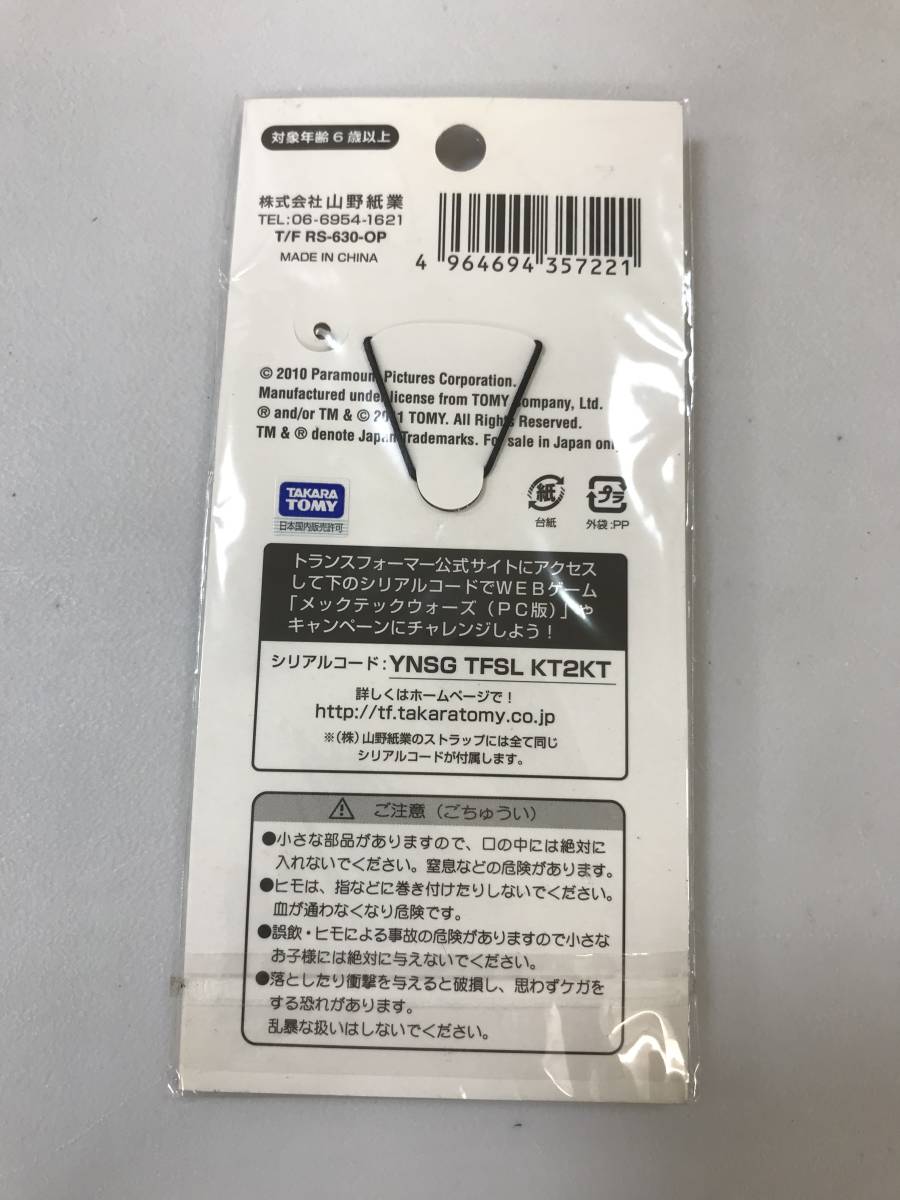 対象年齢6歳以上
株式会社山野紙業
TEL:06-6954-1621
T/F RS-630-OP
MADE IN CHINA
4 964694 357221
© 2010 Paramount Pictures Corporation.
Manufactured under license from TOMY Company, Ltd.
® and/or TM & © 2011 TOMY. All Rights Reserved.
TM & ® denote Japan Trademarks. For sale in Japan only.
TAKARA
TOMY
日本国内販売許可
紙
台紙
プラ
外袋:PP
トランスフォーマー公式サイトにアクセス
して下のシリアルコードでWEBゲーム
「メックテックウォーズ(PC版)」や
キャンペーンにチャレンジしよう!
シリアルコード:YNSG TFSL KT2KT
詳しくはホームページで!
http://tf.takaratomy.co.jp
※(株)山野紙業のストラップには全て同じ
シリアルコードが付属します。
ご注意(ごちゅうい)
●小さな部品がありますので、口の中には絶対に
入れないでください。窒息などの危険があります。
●ヒモは、指などに巻き付けたりしないでください。
血が通わなくなり危険です。
●誤飲・ヒモによる事故の危険がありますので小さな
お子様には絶対に与えないでください。
●落としたり衝撃を与えると破損し、思わずケガを
する恐れがあります。
乱暴な扱いはしないでください。